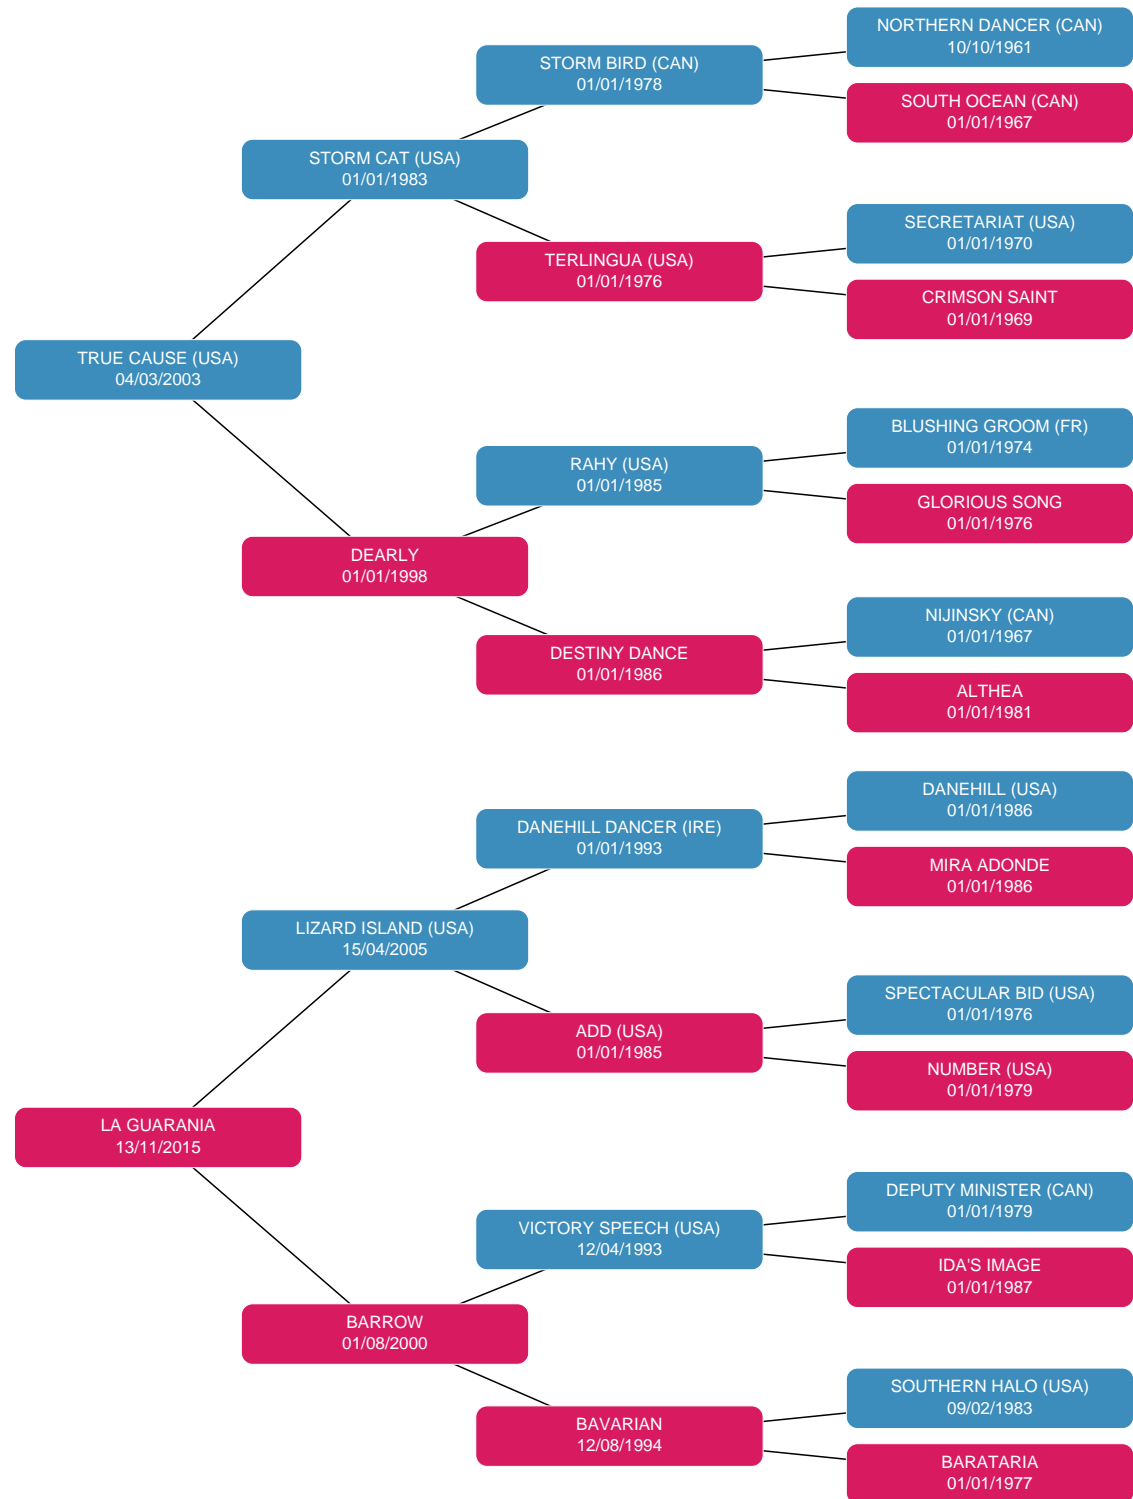 NORTHERN DANCER (CAN)
10/10/1961
STORM BIRD (CAN)
01/01/1978
SOUTH OCEAN (CAN)
01/01/1967
STORM CAT (USA)
01/01/1983
SECRETARIAT (USA)
01/01/1970
TERLINGUA (USA)
01/01/1976
CRIMSON SAINT
01/01/1969
TRUE CAUSE (USA)
04/03/2003
BLUSHING GROOM (FR)
01/01/1974
RAHY (USA)
01/01/1985
GLORIOUS SONG
01/01/1976
DEARLY
01/01/1998
NIJINSKY (CAN)
01/01/1967
DESTINY DANCE
01/01/1986
ALTHEA
01/01/1981
DANEHILL (USA)
01/01/1986
DANEHILL DANCER (IRE)
01/01/1993
MIRA ADONDE
01/01/1986
LIZARD ISLAND (USA)
15/04/2005
SPECTACULAR BID (USA)
01/01/1976
ADD (USA)
01/01/1985
NUMBER (USA)
01/01/1979
LA GUARANIA
13/11/2015
DEPUTY MINISTER (CAN)
01/01/1979
VICTORY SPEECH (USA)
12/04/1993
IDA'S IMAGE
01/01/1987
BARROW
01/08/2000
SOUTHERN HALO (USA)
09/02/1983
BAVARIAN
12/08/1994
BARATARIA
01/01/1977